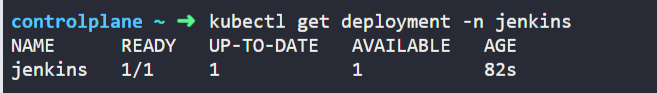 controlplane ~ ➜ kubectl get deployment -n jenkins
NAME READY UP-TO-DATE AVAILABLE AGE
jenkins 1/1 1 1 82s